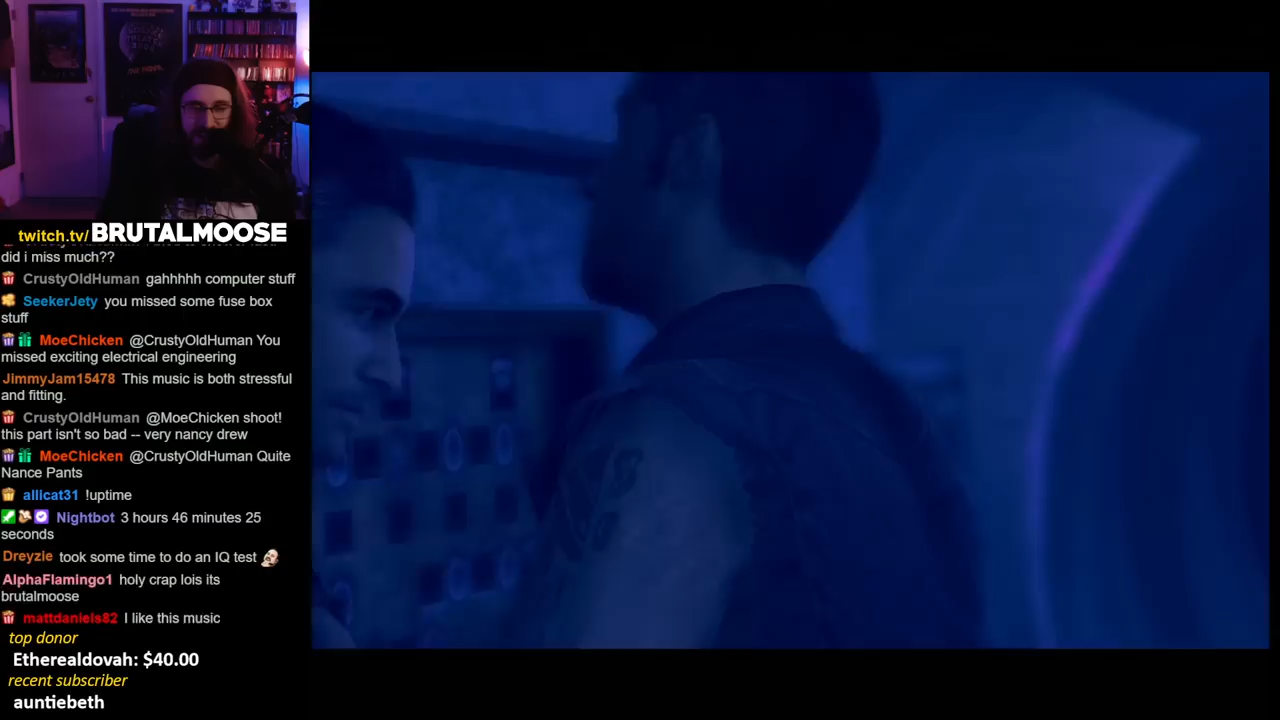 twitch.tv/BRUTALMOOSE
did i miss much??
CrustyOldHuman gahhhhh computer stuff
SeekerJety you missed some fuse box
stuff
MoeChicken @CrustyOldHuman You
missed exciting electrical engineering
JimmyJam15478 This music is both stressful
and fitting.
CrustyOldHuman @MoeChicken shoot!
this part isn't so bad -- very nancy drew
MoeChicken @CrustyOldHuman Quite
Nance Pants
allicat31 !uptime
Nightbot 3 hours 46 minutes 25
seconds
Dreyzie took some time to do an IQ test
AlphaFlamingo1 holy crap lois its
brutalmoose
mattdaniels82 I like this music
top donor
Etherealdovah: $40.00
recent subscriber
auntiebeth